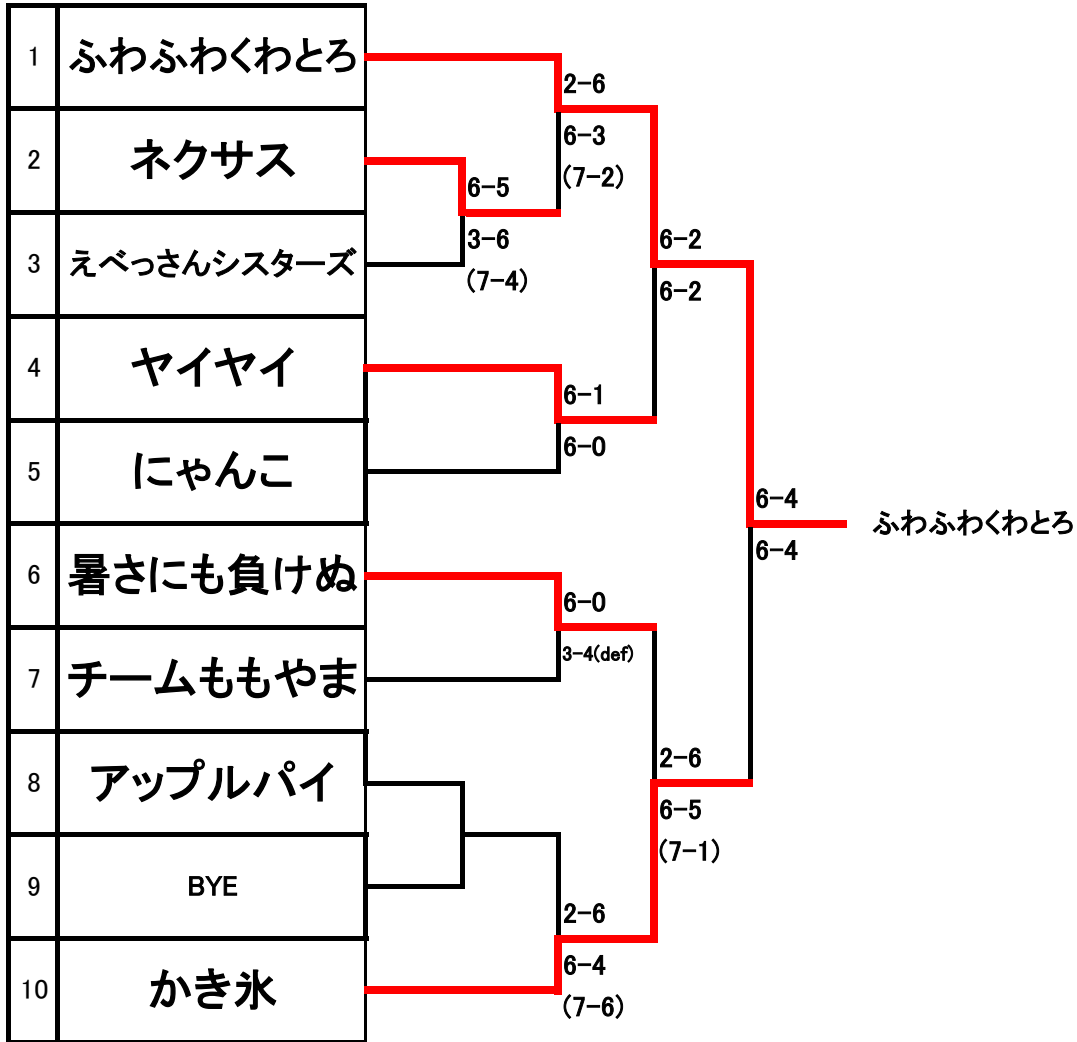 1 ふわふわくわとろ
2 ネクサス
3 えべっさんシスターズ
4 ヤイヤイ
5 にゃんこ
6 暑さにも負けぬ
7 チームももやま
8 アップルパイ
9 BYE
10 かき氷
6-5
3-6
(7-4)
2-6
6-3
(7-2)
6-1
6-0
6-0
3-4(def)
2-6
6-4
(7-6)
6-2
6-2
2-6
6-5
(7-1)
6-4
6-4
ふわふわくわとろ